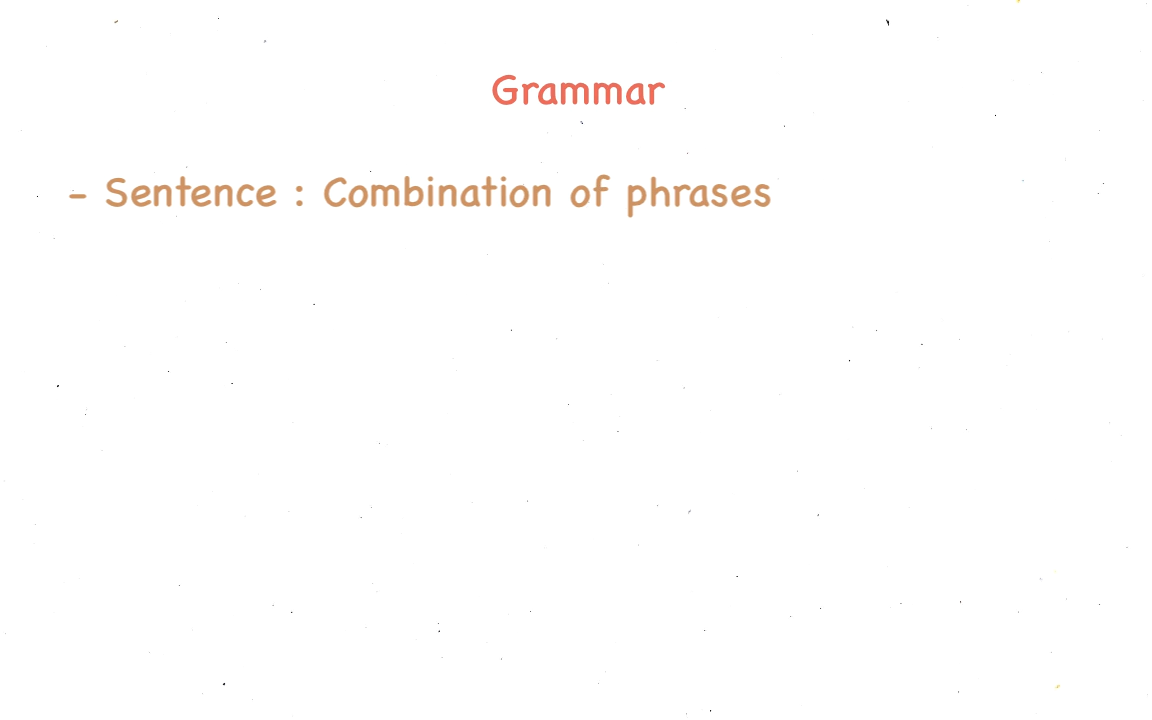 Grammar
- Sentence : Combination of phrases